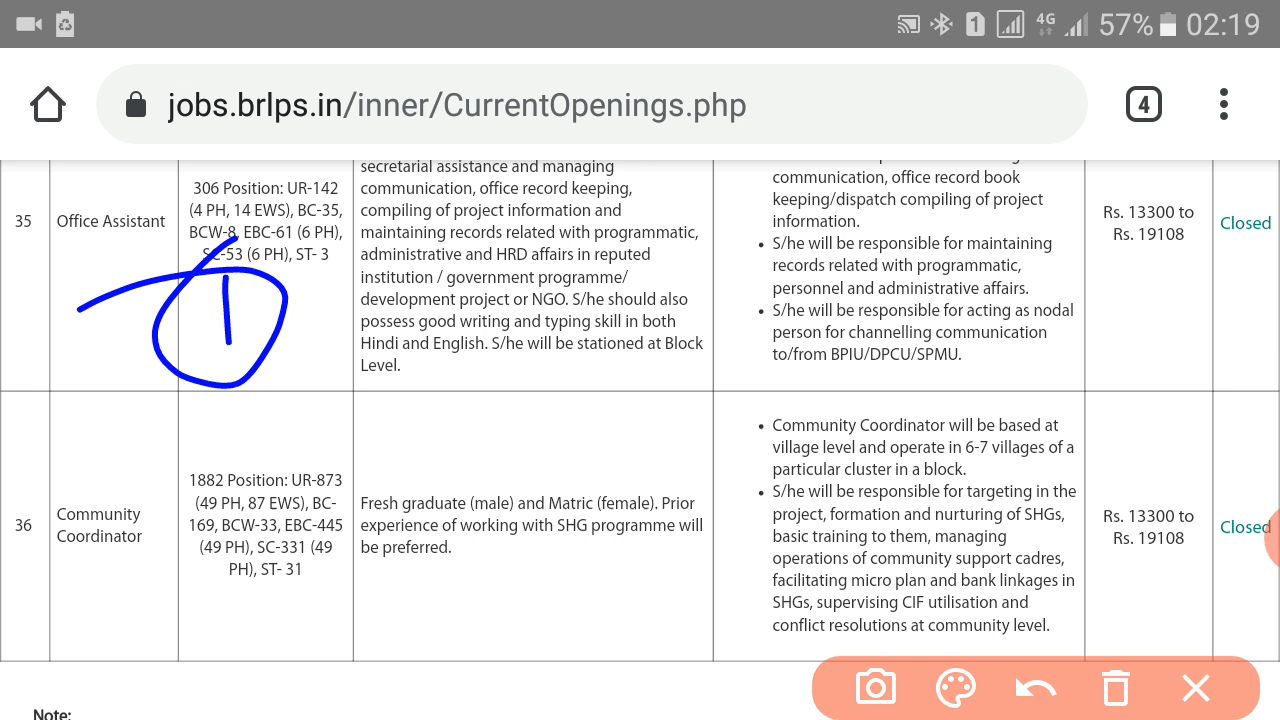 4G 57% 02:19
1
jobs.brlps.in/inner/CurrentOpenings.php
4
35
Office Assistant
306 Position: UR-142
(4 PH, 14 EWS), BC-35,
BCW-8, EBC-61 (6 PH),
SC-53 (6 PH), ST- 3
secretarial assistance and managing
communication, office record keeping,
compiling of project information and
maintaining records related with programmatic,
administrative and HRD affairs in reputed
institution / government programme/
development project or NGO. S/he should also
possess good writing and typing skill in both
Hindi and English. S/he will be stationed at Block
Level.
communication, office record book
keeping/dispatch compiling of project
information.
• S/he will be responsible for maintaining
records related with programmatic,
personnel and administrative affairs.
• S/he will be responsible for acting as nodal
person for channelling communication
to/from BPIU/DPCU/SPMU.
Rs. 13300 to
Rs. 19108
Closed
36
Community
Coordinator
1882 Position: UR-873
(49 PH, 87 EWS), BC-
169, BCW-33, EBC-445
(49 PH), SC-331 (49
PH), ST- 31
Fresh graduate (male) and Matric (female). Prior
experience of working with SHG programme will
be preferred.
• Community Coordinator will be based at
village level and operate in 6-7 villages of a
particular cluster in a block.
• S/he will be responsible for targeting in the
project, formation and nurturing of SHGs,
basic training to them, managing
operations of community support cadres,
facilitating micro plan and bank linkages in
SHGs, supervising CIF utilisation and
conflict resolutions at community level.
Rs. 13300 to
Rs. 19108
Closed
Note: